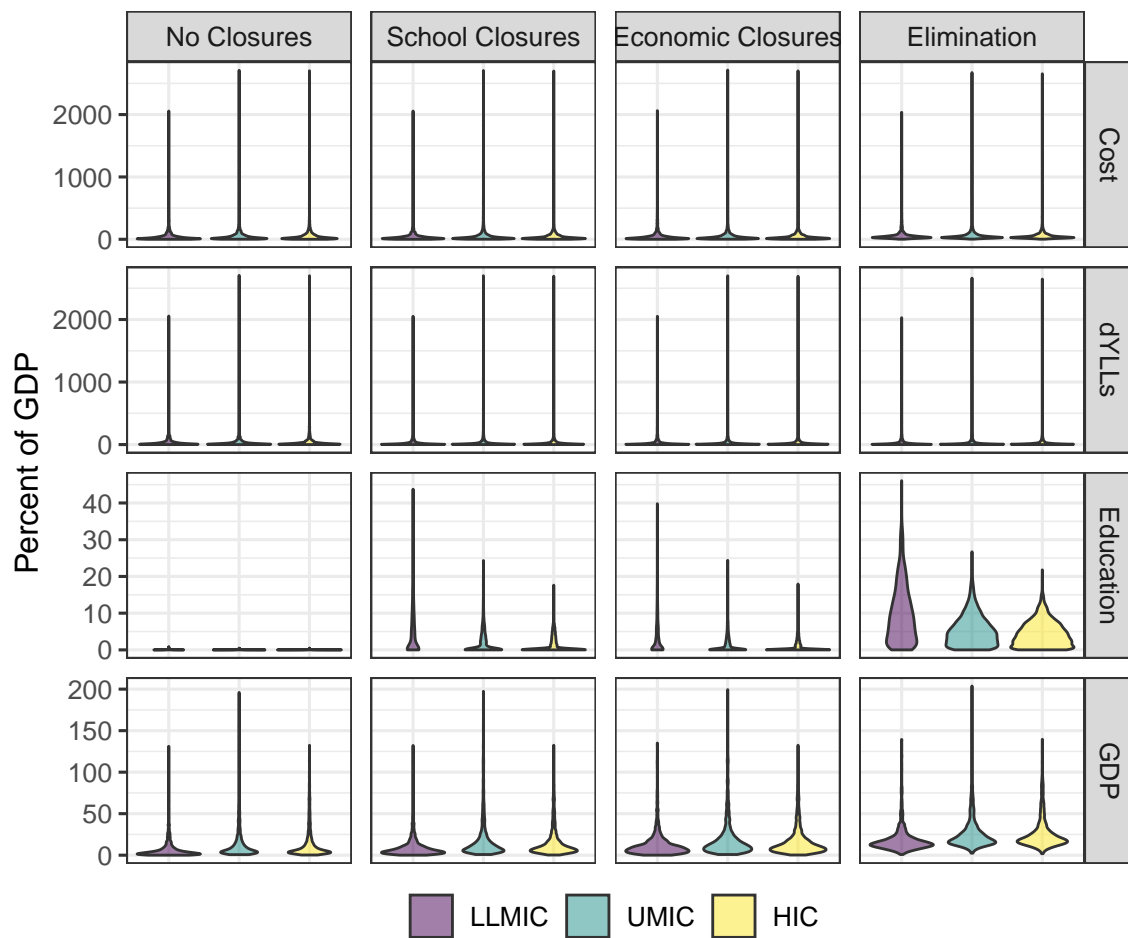 No Closures School Closures Economic Closures Elimination
2000
1000
0
Cost
2000
1000
0
dYLLs
Percent of GDP
40
30
20
10
0
Education
200
150
100
50
0
GDP
LLMIC UMIC HIC